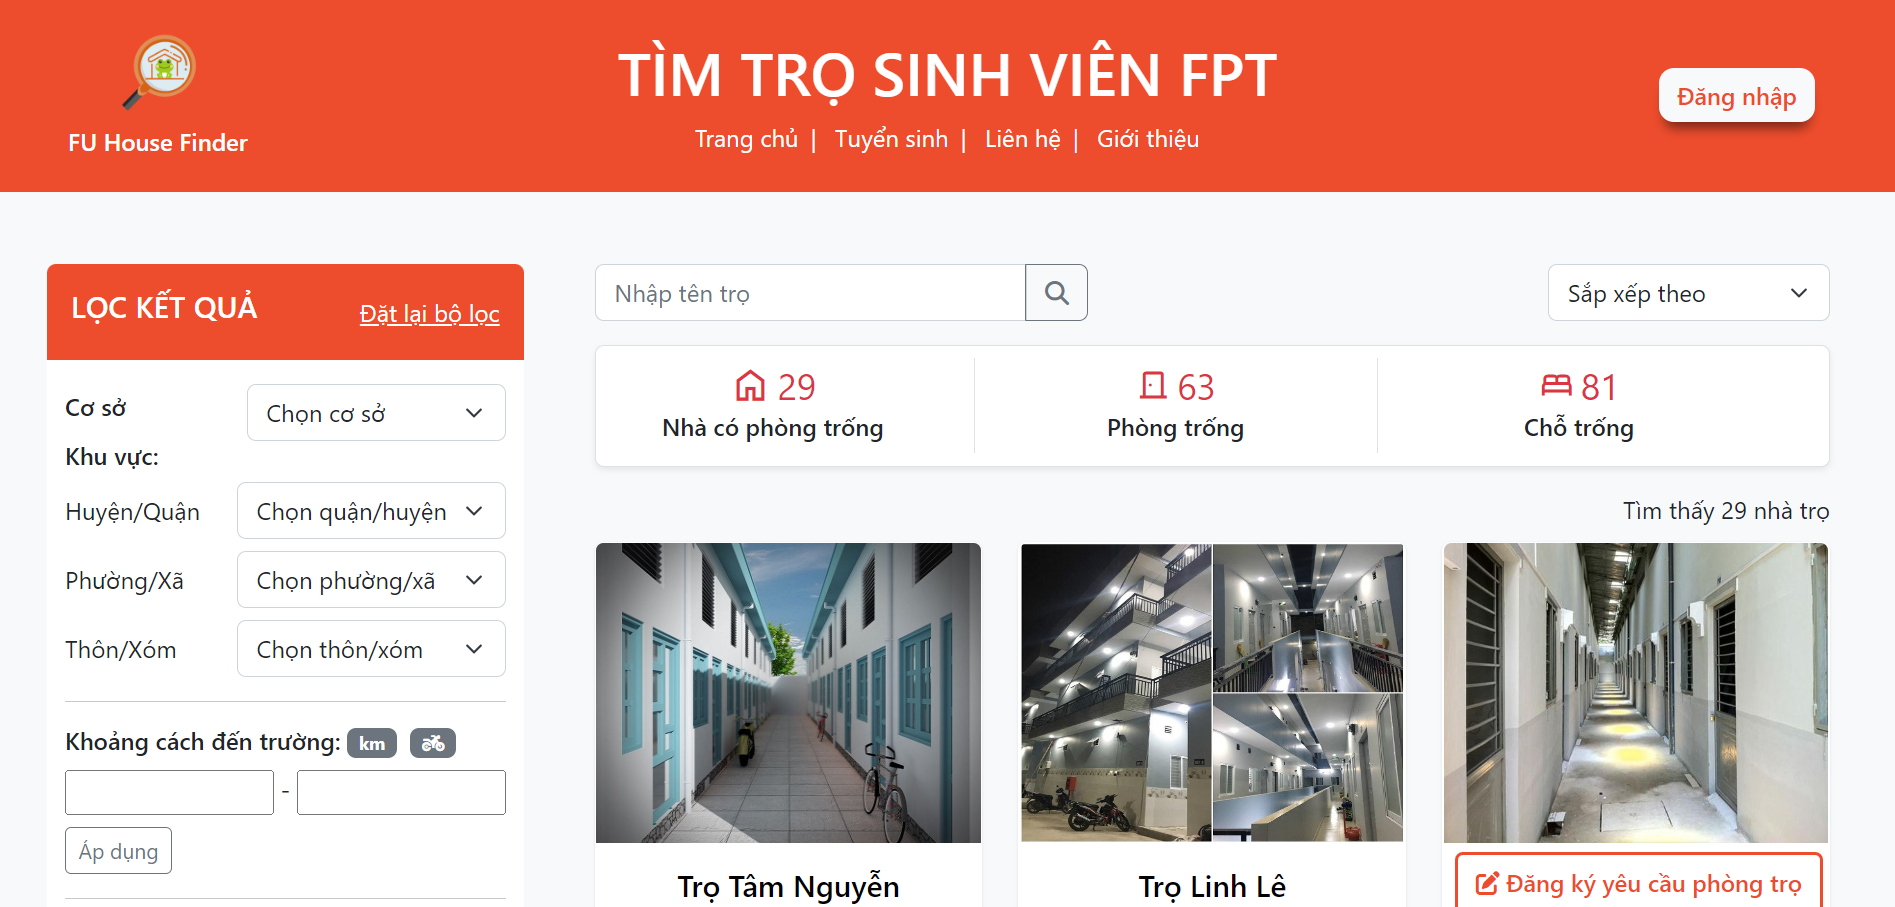 FU House Finder
TÌM TRỌ SINH VIÊN FPT
Trang chủ | Tuyển sinh | Liên hệ | Giới thiệu
Đăng nhập
LỌC KẾT QUẢ
Đặt lại bộ lọc
Cơ sở
Chọn cơ sở
Khu vực:
Huyện/Quận
Chọn quận/huyện
Phường/Xã
Chọn phường/xã
Thôn/Xóm
Chọn thôn/xóm
Khoảng cách đến trường: km
-
Áp dụng
Nhập tên trọ
Sắp xếp theo
29
Nhà có phòng trống
63
Phòng trống
81
Chỗ trống
Tìm thấy 29 nhà trọ
Trọ Tâm Nguyễn
Trọ Linh Lê
Đăng ký yêu cầu phòng trọ